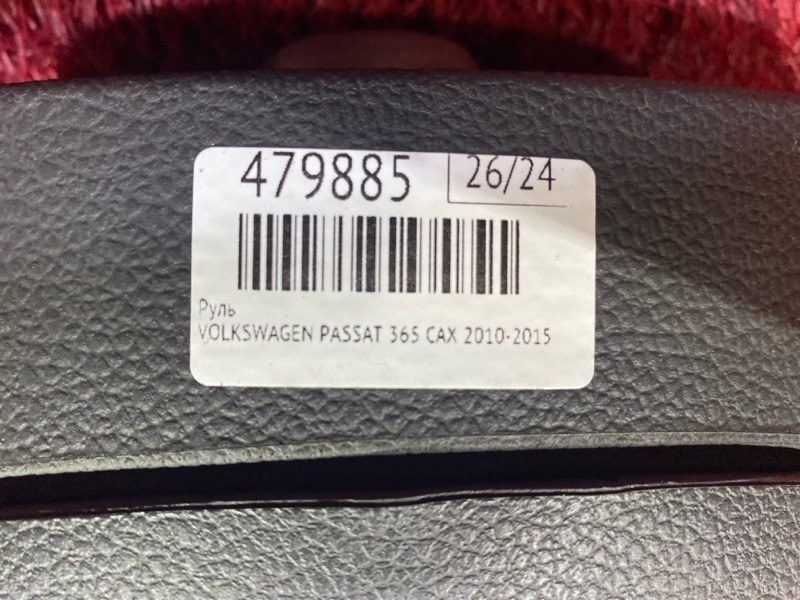 479885 26/24
Руль
VOLKSWAGEN PASSAT 365 CAX 2010-2015